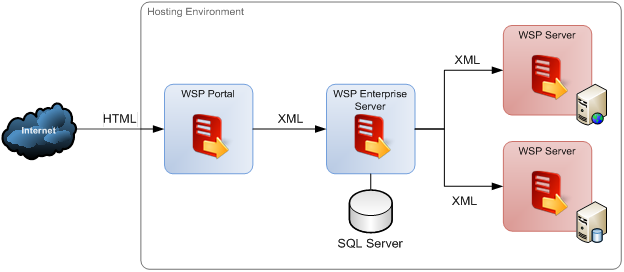 Hosting Environment
WSP Server
XML
WSP Portal
WSP Enterprise
Server
Internet
HTML
XML
WSP Server
XML
SQL Server